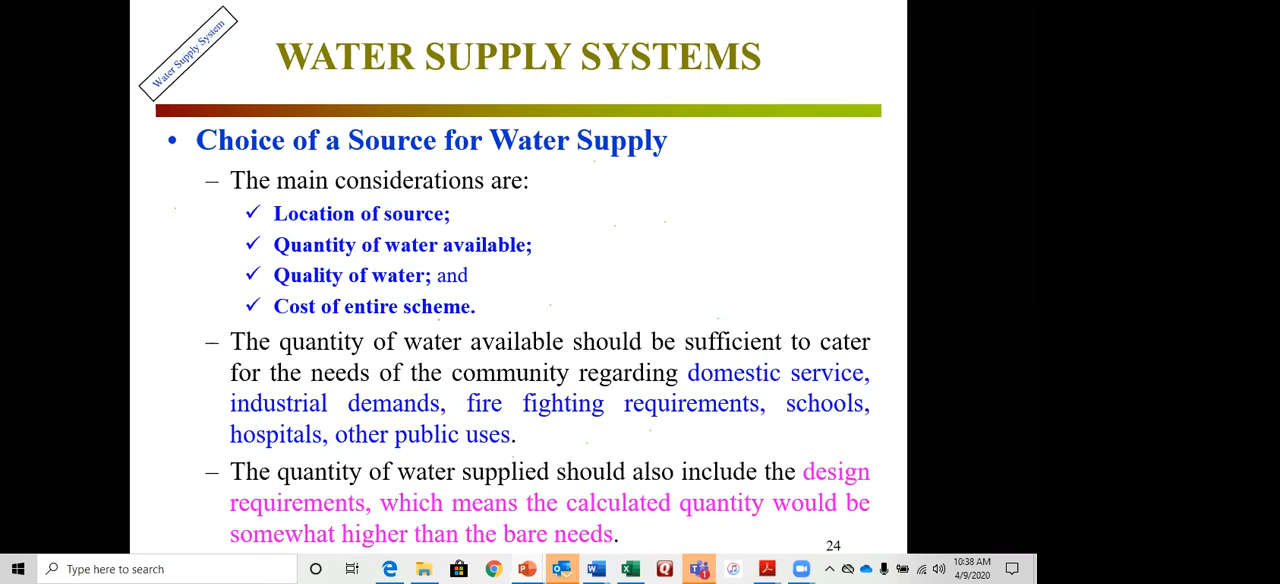 Water Supply System
WATER SUPPLY SYSTEMS
• Choice of a Source for Water Supply
– The main considerations are:
✓ Location of source;
✓ Quantity of water available;
✓ Quality of water; and
✓ Cost of entire scheme.
– The quantity of water available should be sufficient to cater
for the needs of the community regarding domestic service,
industrial demands, fire fighting requirements, schools,
hospitals, other public uses.
– The quantity of water supplied should also include the design
requirements, which means the calculated quantity would be
somewhat higher than the bare needs.
24
Type here to search
10:38 AM
4/9/2020